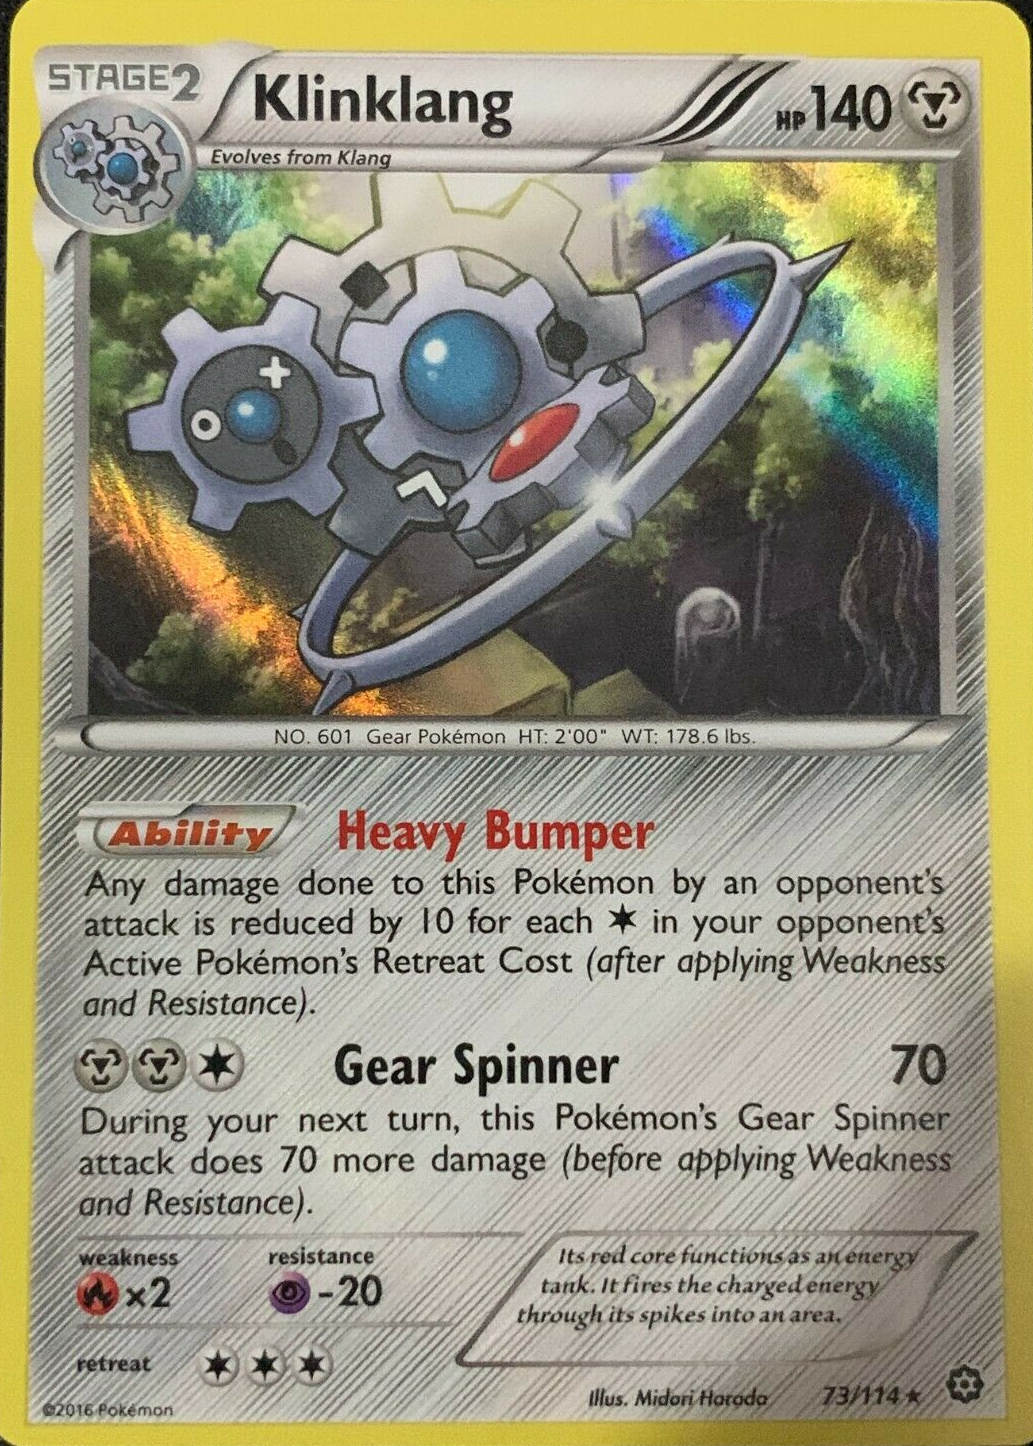 STAGE2
Klinklang
HP140
Evolves from Klang
NO. 601 Gear Pokémon HT: 2'00" WT: 178.6 lbs.
Ability Heavy Bumper
Any damage done to this Pokémon by an opponent's
attack is reduced by 10 for each ✶ in your opponent's
Active Pokémon's Retreat Cost (after applying Weakness
and Resistance).
Gear Spinner 70
During your next turn, this Pokémon's Gear Spinner
attack does 70 more damage (before applying Weakness
and Resistance).
weakness resistance
×2 -20
Its red core functions as an energy
tank. It fires the charged energy
through its spikes into an area.
retreat
Illus. Midori Harada 73/114 ★
©2016 Pokémon